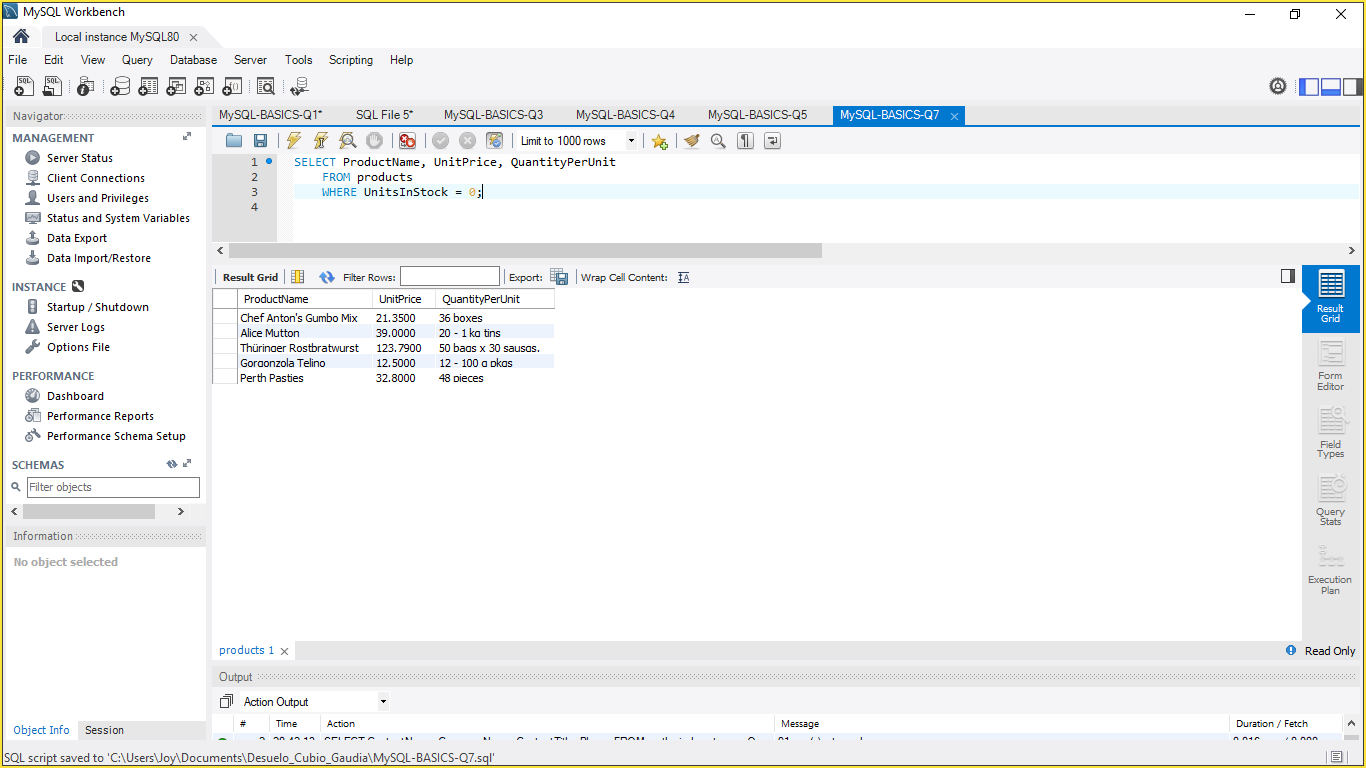 MySQL Workbench
Local instance MySQL80
File Edit View Query Database Server Tools Scripting Help
Navigator
MANAGEMENT
Server Status
Client Connections
Users and Privileges
Status and System Variables
Data Export
Data Import/Restore
INSTANCE
Startup / Shutdown
Server Logs
Options File
PERFORMANCE
Dashboard
Performance Reports
Performance Schema Setup
SCHEMAS
Filter objects
Information
No object selected
Object Info Session
MySQL-BASICS-Q1* SQL File 5* MySQL-BASICS-Q3 MySQL-BASICS-Q4 MySQL-BASICS-Q5 MySQL-BASICS-Q7
Limit to 1000 rows
1 SELECT ProductName, UnitPrice, QuantityPerUnit
2 FROM products
3 WHERE UnitsInStock = 0;
4
Result Grid Filter Rows: Export: Wrap Cell Content:
ProductName UnitPrice QuantityPerUnit
Chef Anton's Gumbo Mix 21.3500 36 boxes
Alice Mutton 39.0000 20 - 1 kg tins
Thüringer Rostbratwurst 123.7900 50 bags x 30 sausgs.
Gorgonzola Telino 12.5000 12 - 100 g pkgs
Perth Pasties 32.8000 48 pieces
Result
Grid
Form
Editor
Field
Types
Query
Stats
Execution
Plan
products 1
Read Only
Output
Action Output
# Time Action Message Duration / Fetch
SQL script saved to 'C:\Users\Joy\Documents\Desuelo_Cubio_Gaudia\MySQL-BASICS-Q7.sql'